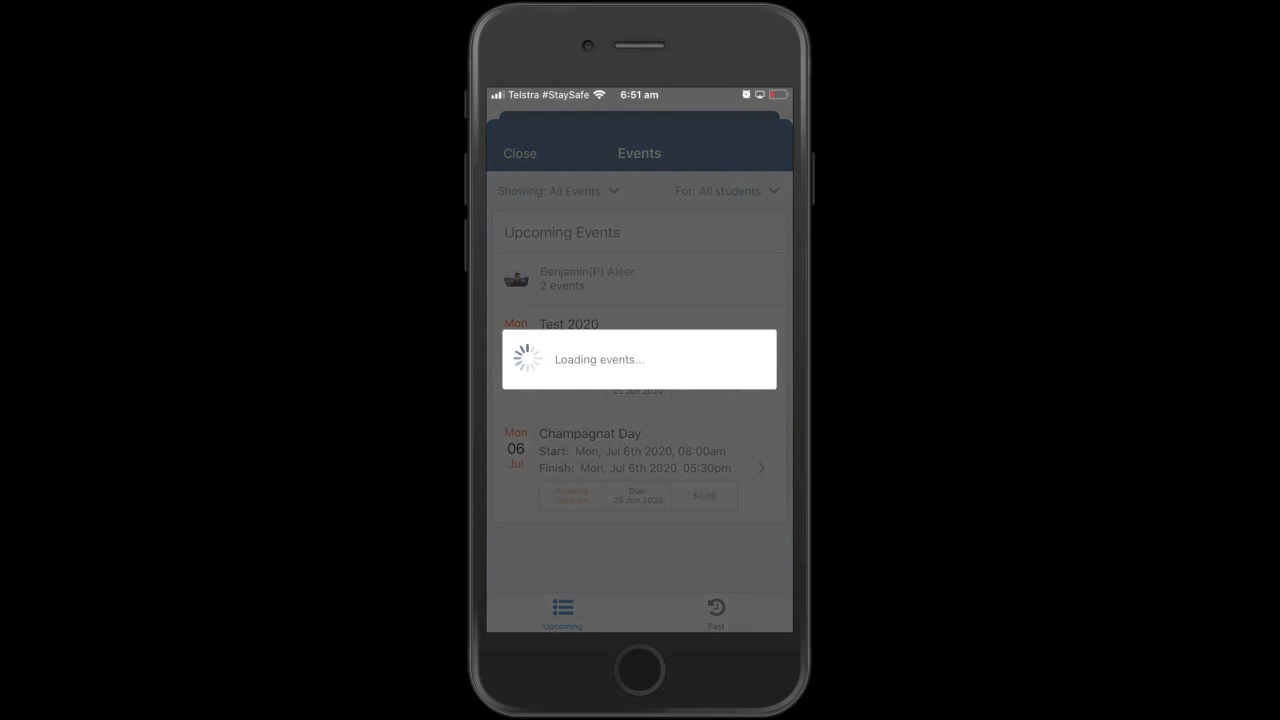 Telstra #StaySafe 6:51 am
Close Events
Showing: All Events For: All students
Upcoming Events
Benjamin(P) Aleer
2 events
Mon Test 2020
Loading events...
25 Jun 2020
Mon Champagnat Day
06 Start: Mon, Jul 6th 2020, 08:00am
Jul Finish: Mon, Jul 6th 2020, 05:30pm
Awaiting Due: $0.00
Consent 25 Jun 2020
Upcoming Past